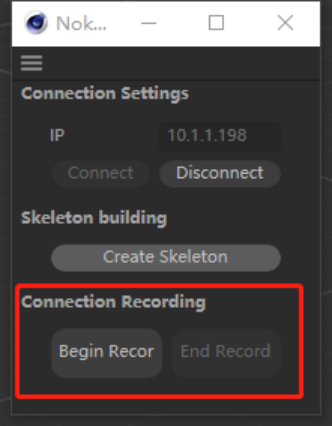 Nok...
Connection Settings
IP 10.1.1.198
Connect Disconnect
Skeleton building
Create Skeleton
Connection Recording
Begin Recor End Record